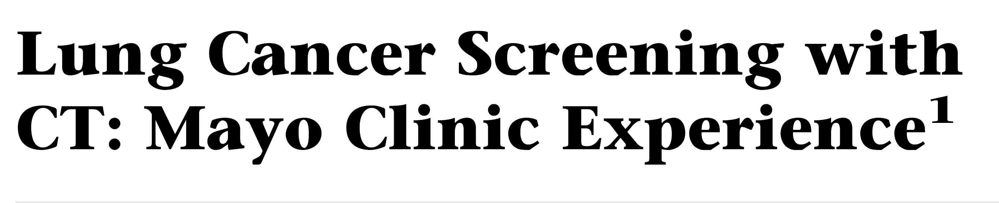 Lung Cancer Screening with
CT: Mayo Clinic Experience¹